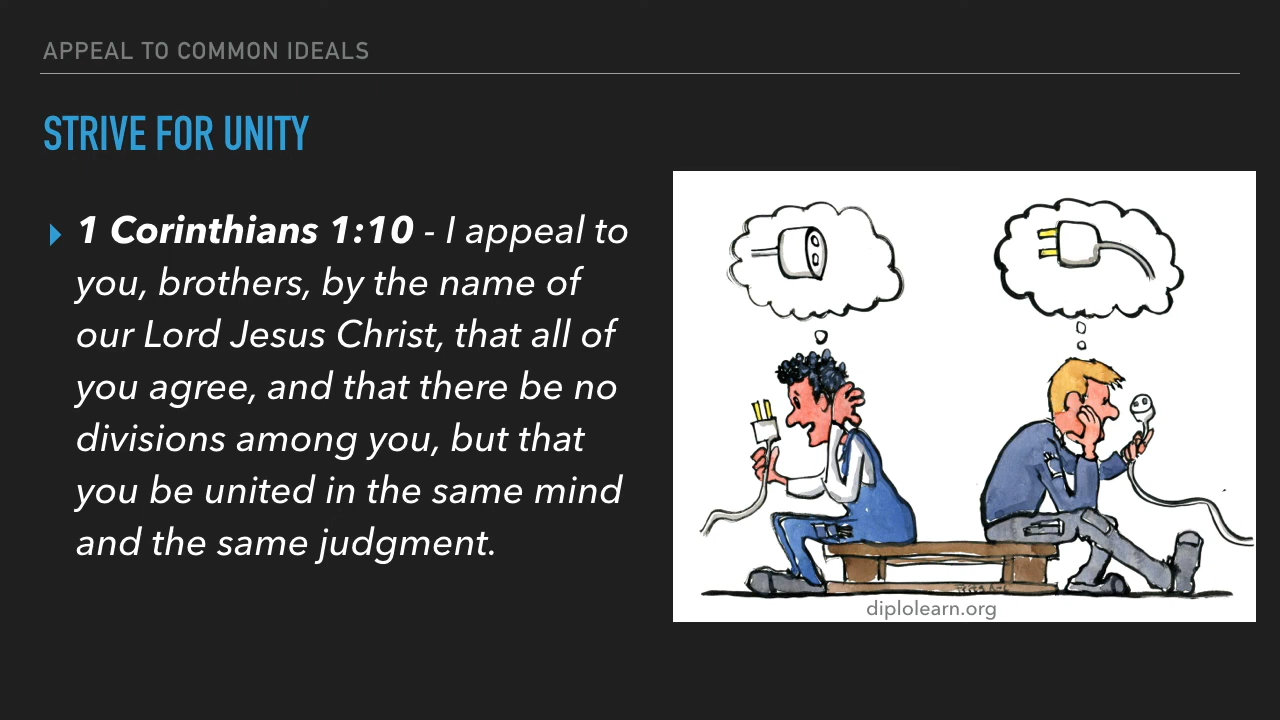 APPEAL TO COMMON IDEALS
STRIVE FOR UNITY
1 Corinthians 1:10 - I appeal to
you, brothers, by the name of
our Lord Jesus Christ, that all of
you agree, and that there be no
divisions among you, but that
you be united in the same mind
and the same judgment.
diplolearn.org